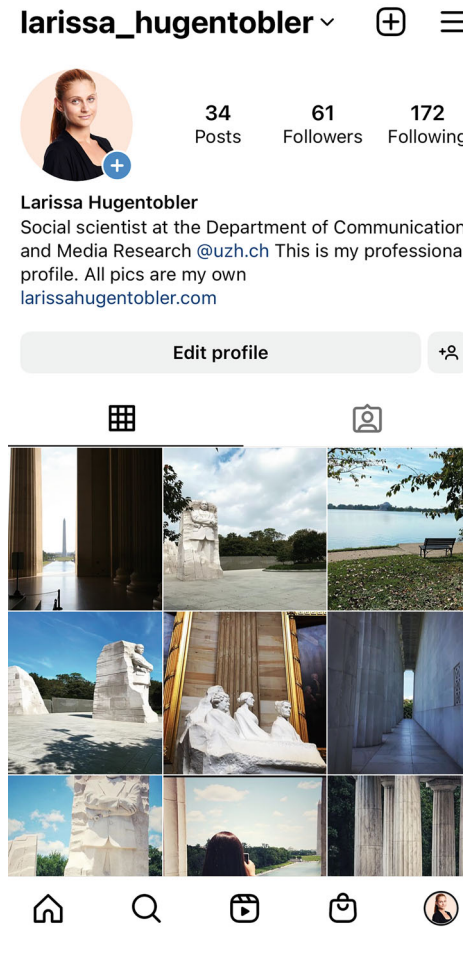 larissa_hugentobler
34 61 172
Posts Followers Following
Larissa Hugentobler
Social scientist at the Department of Communication
and Media Research @uzh.ch This is my professiona
profile. All pics are my own
larissahugentobler.com
Edit profile